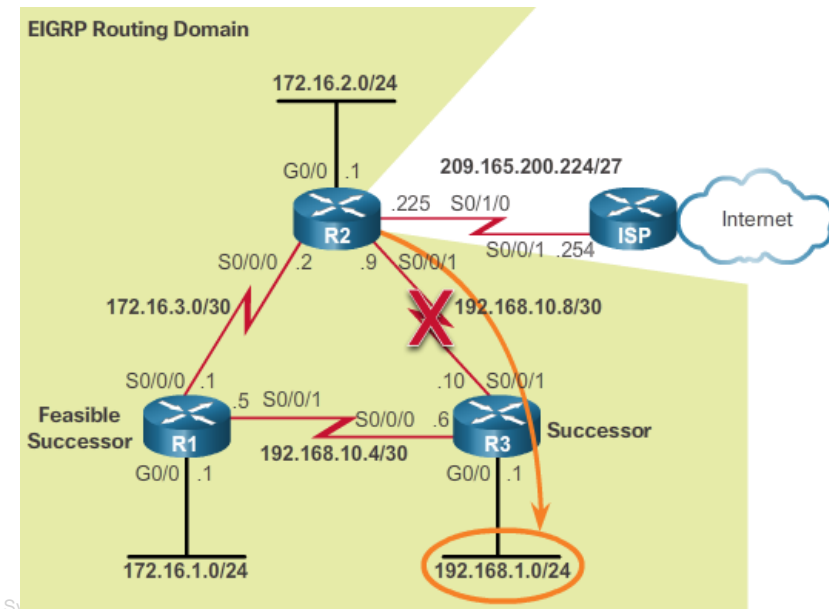 EIGRP Routing Domain
172.16.2.0/24
G0/0 .1
209.165.200.224/27
.225 S0/1/0
R2
ISP
Internet
S0/0/1 .254
S0/0/0 .2
.9 S0/0/1
172.16.3.0/30
192.168.10.8/30
S0/0/0 .1
.10 S0/0/1
Feasible
Successor
.5 S0/0/1
S0/0/0 .6
R1
R3
Successor
192.168.10.4/30
G0/0 .1
G0/0 .1
172.16.1.0/24
192.168.1.0/24